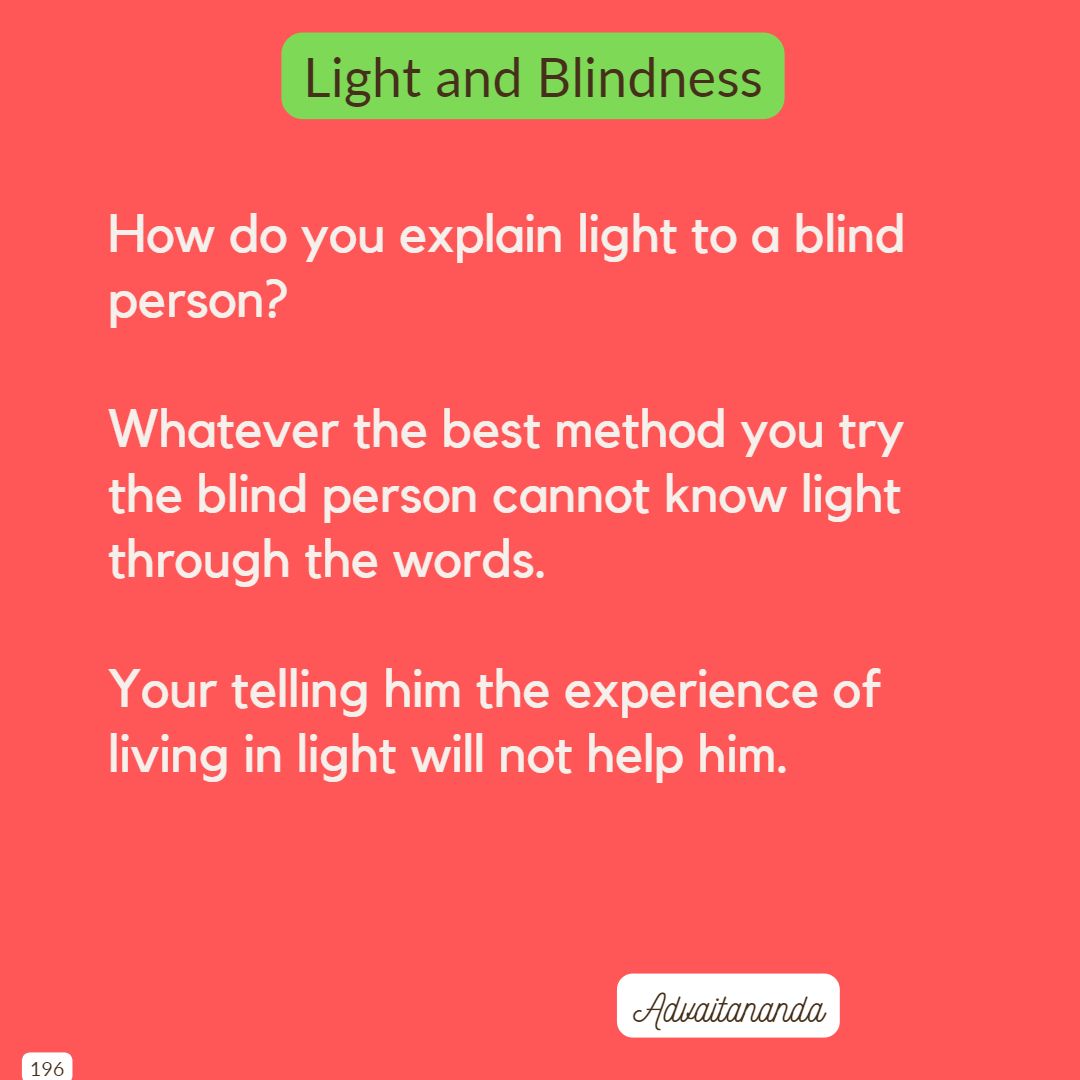 Light and Blindness
How do you explain light to a blind
person?
Whatever the best method you try
the blind person cannot know light
through the words.
Your telling him the experience of
living in light will not help him.
Advaitananda
196